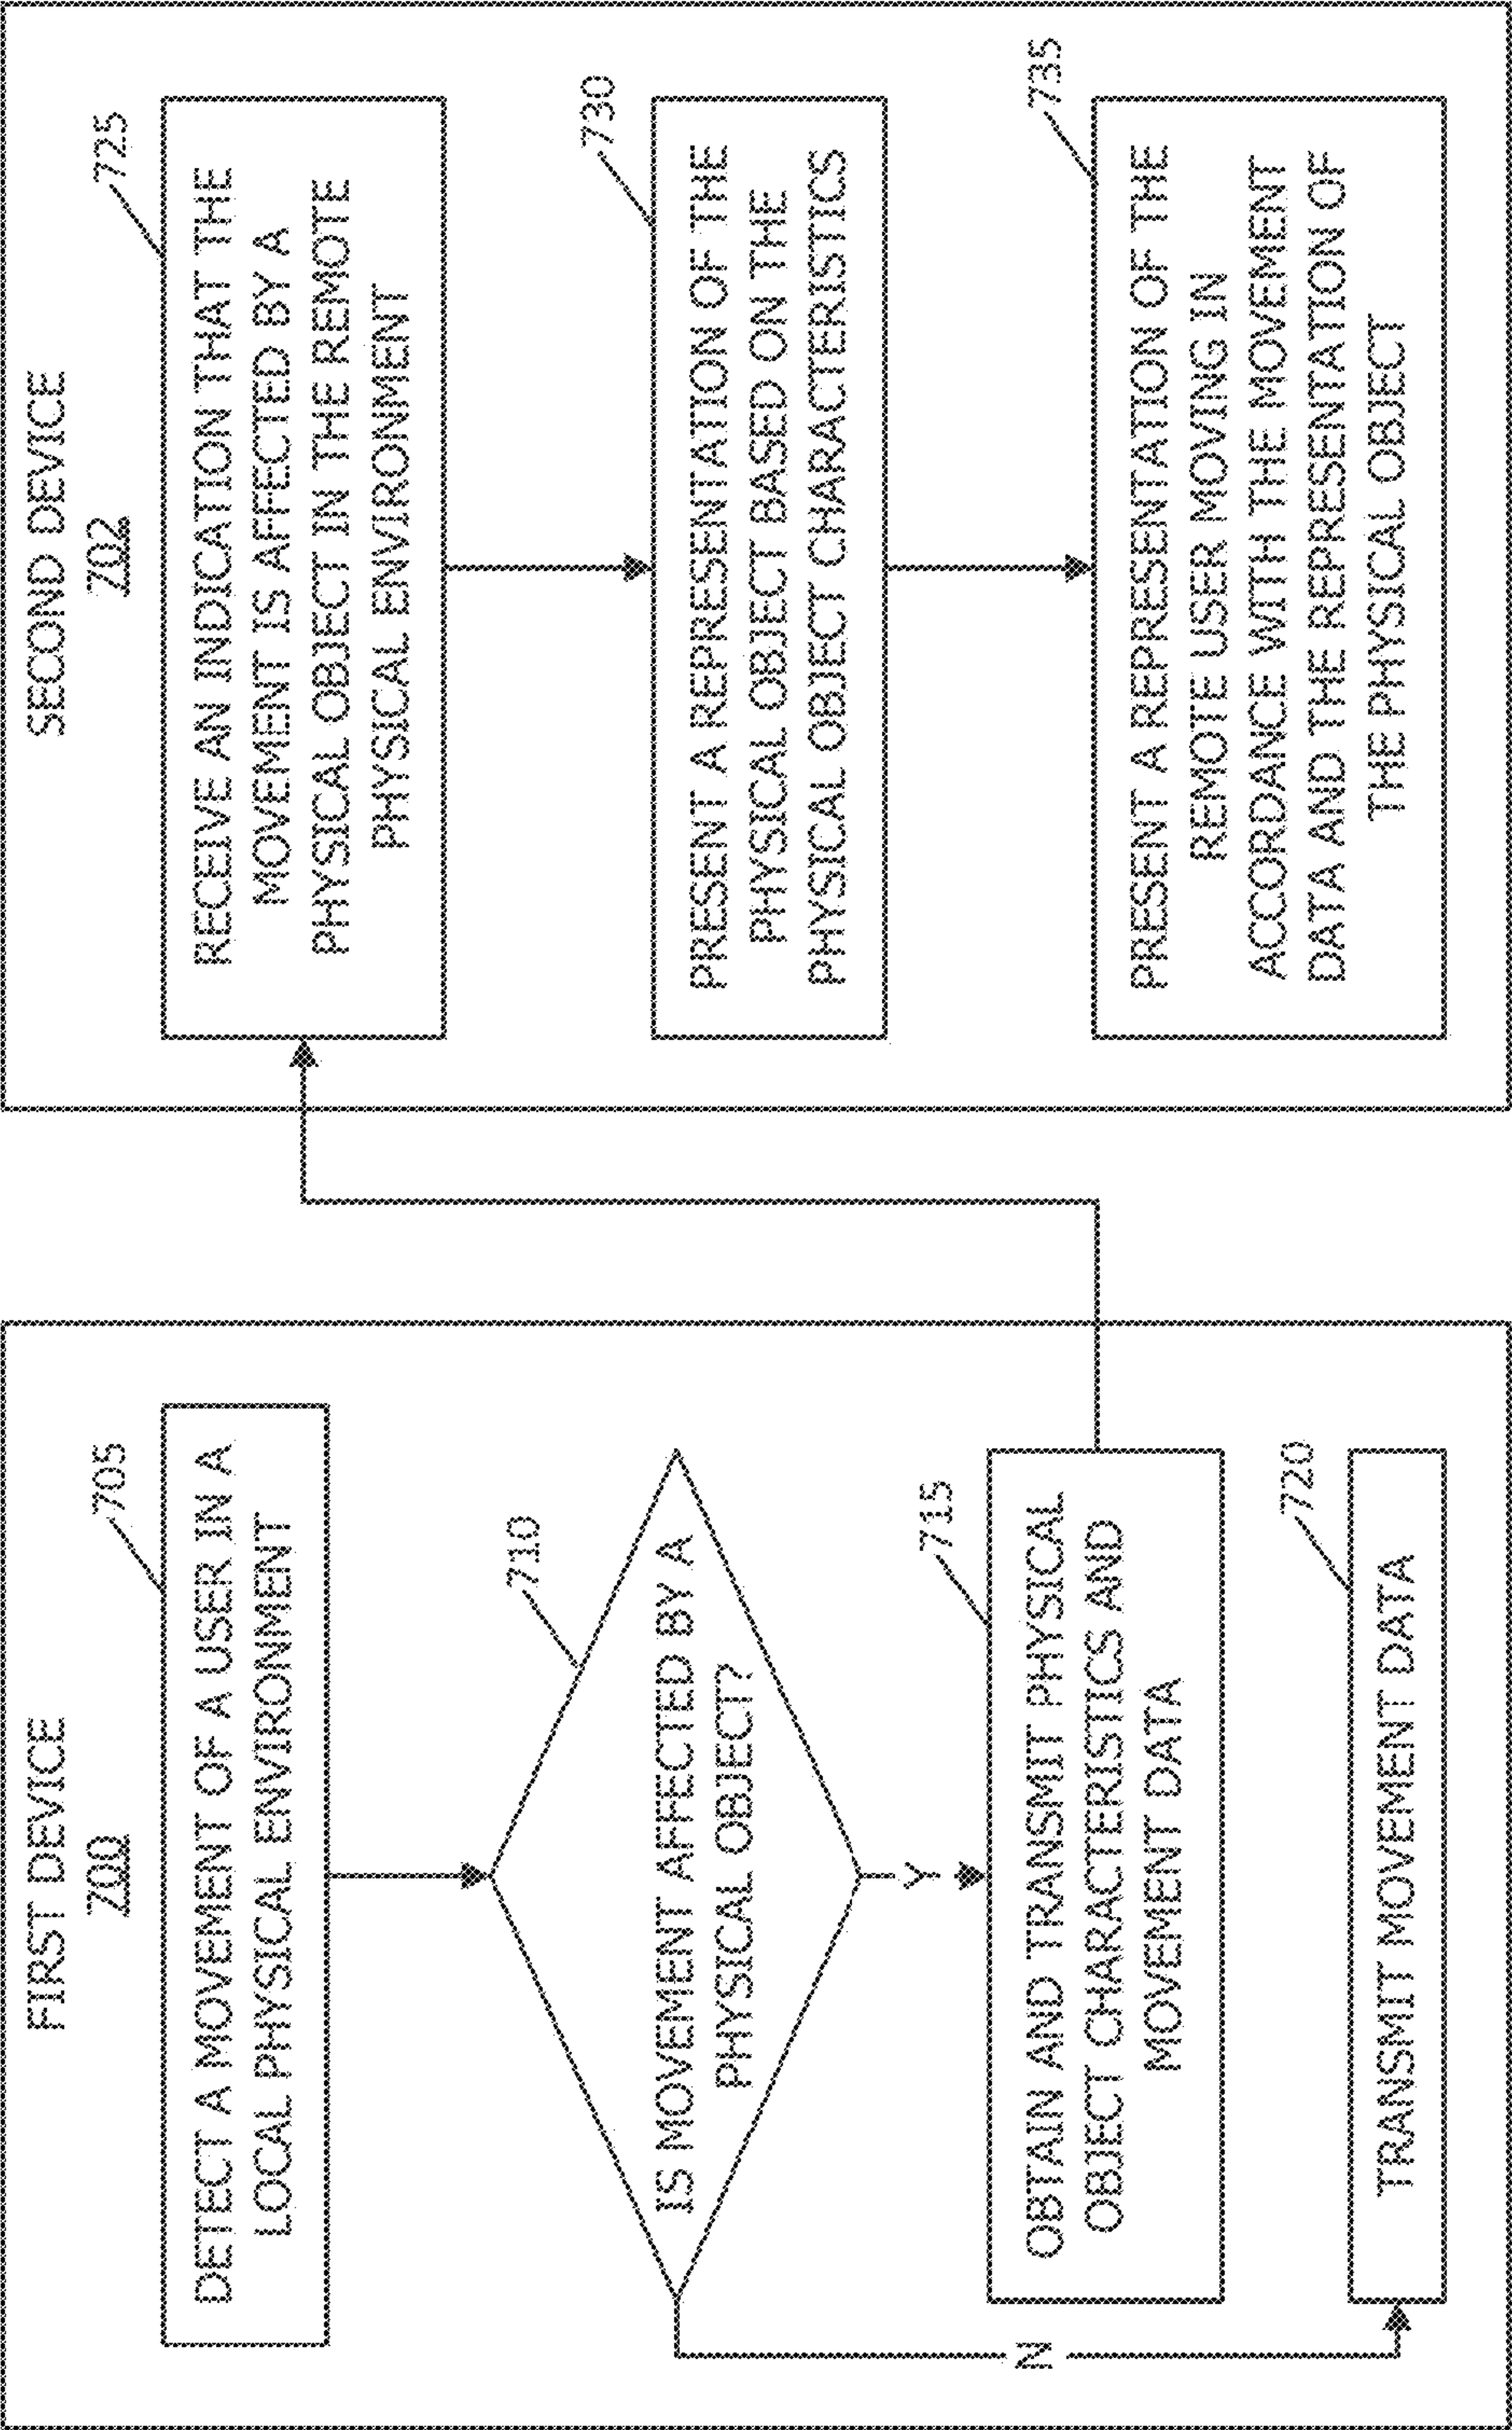 FIRST DEVICE
700
705
DETECT A MOVEMENT OF A USER IN A
LOCAL PHYSICAL ENVIRONMENT
710
IS MOVEMENT AFFECTED BY A
PHYSICAL OBJECT?
Y
N
715
OBTAIN AND TRANSMIT PHYSICAL
OBJECT CHARACTERISTICS AND
MOVEMENT DATA
720
TRANSMIT MOVEMENT DATA
SECOND DEVICE
702
725
RECEIVE AN INDICATION THAT THE
MOVEMENT IS AFFECTED BY A
PHYSICAL OBJECT IN THE REMOTE
PHYSICAL ENVIRONMENT
730
PRESENT A REPRESENTATION OF THE
PHYSICAL OBJECT BASED ON THE
PHYSICAL OBJECT CHARACTERISTICS
735
PRESENT A REPRESENTATION OF THE
REMOTE USER MOVING IN
ACCORDANCE WITH THE MOVEMENT
DATA AND THE REPRESENTATION OF
THE PHYSICAL OBJECT